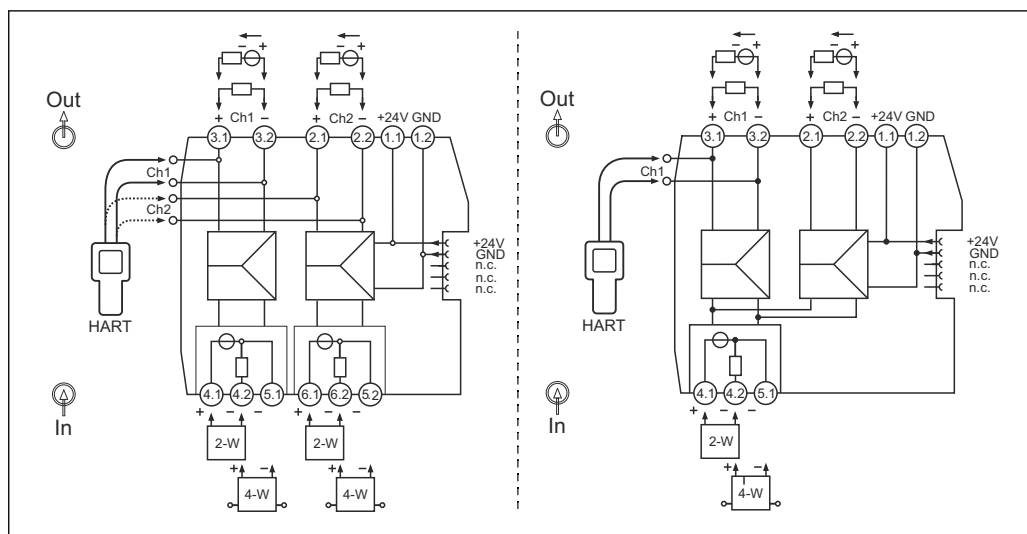 − + − +
Out
+ Ch1 − + Ch2 − +24V GND
3.1 3.2 2.1 2.2 1.1 1.2
Ch1
Ch2
+24V
GND
n.c.
n.c.
n.c.
HART
4.1 4.2 5.1 6.1 6.2 5.2
+ − − + − −
In
2-W 2-W
+ − + −
4-W 4-W
− + − +
Out
+ Ch1 − + Ch2 − +24V GND
3.1 3.2 2.1 2.2 1.1 1.2
Ch1
+24V
GND
n.c.
n.c.
n.c.
HART
4.1 4.2 5.1
+ − −
In
2-W
+ −
4-W